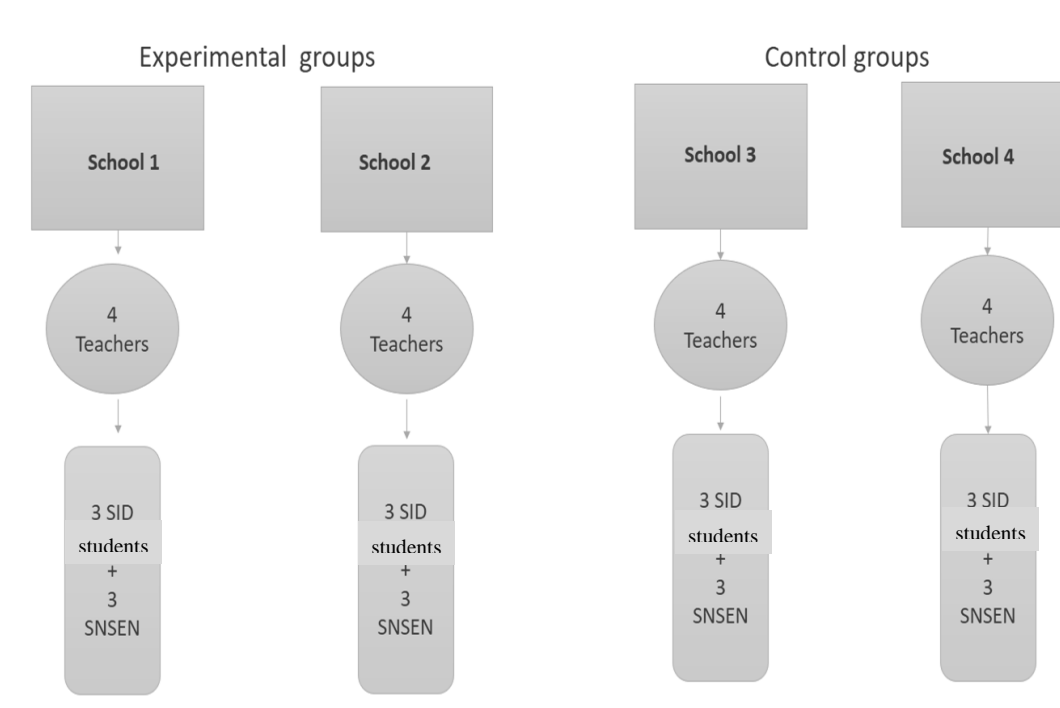 Experimental groups
Control groups
School 1
School 2
School 3
School 4
4
Teachers
4
Teachers
4
Teachers
4
Teachers
3 SID
students
+
3
SNSEN
3 SID
students
+
3
SNSEN
3 SID
students
+
3
SNSEN
3 SID
students
+
3
SNSEN